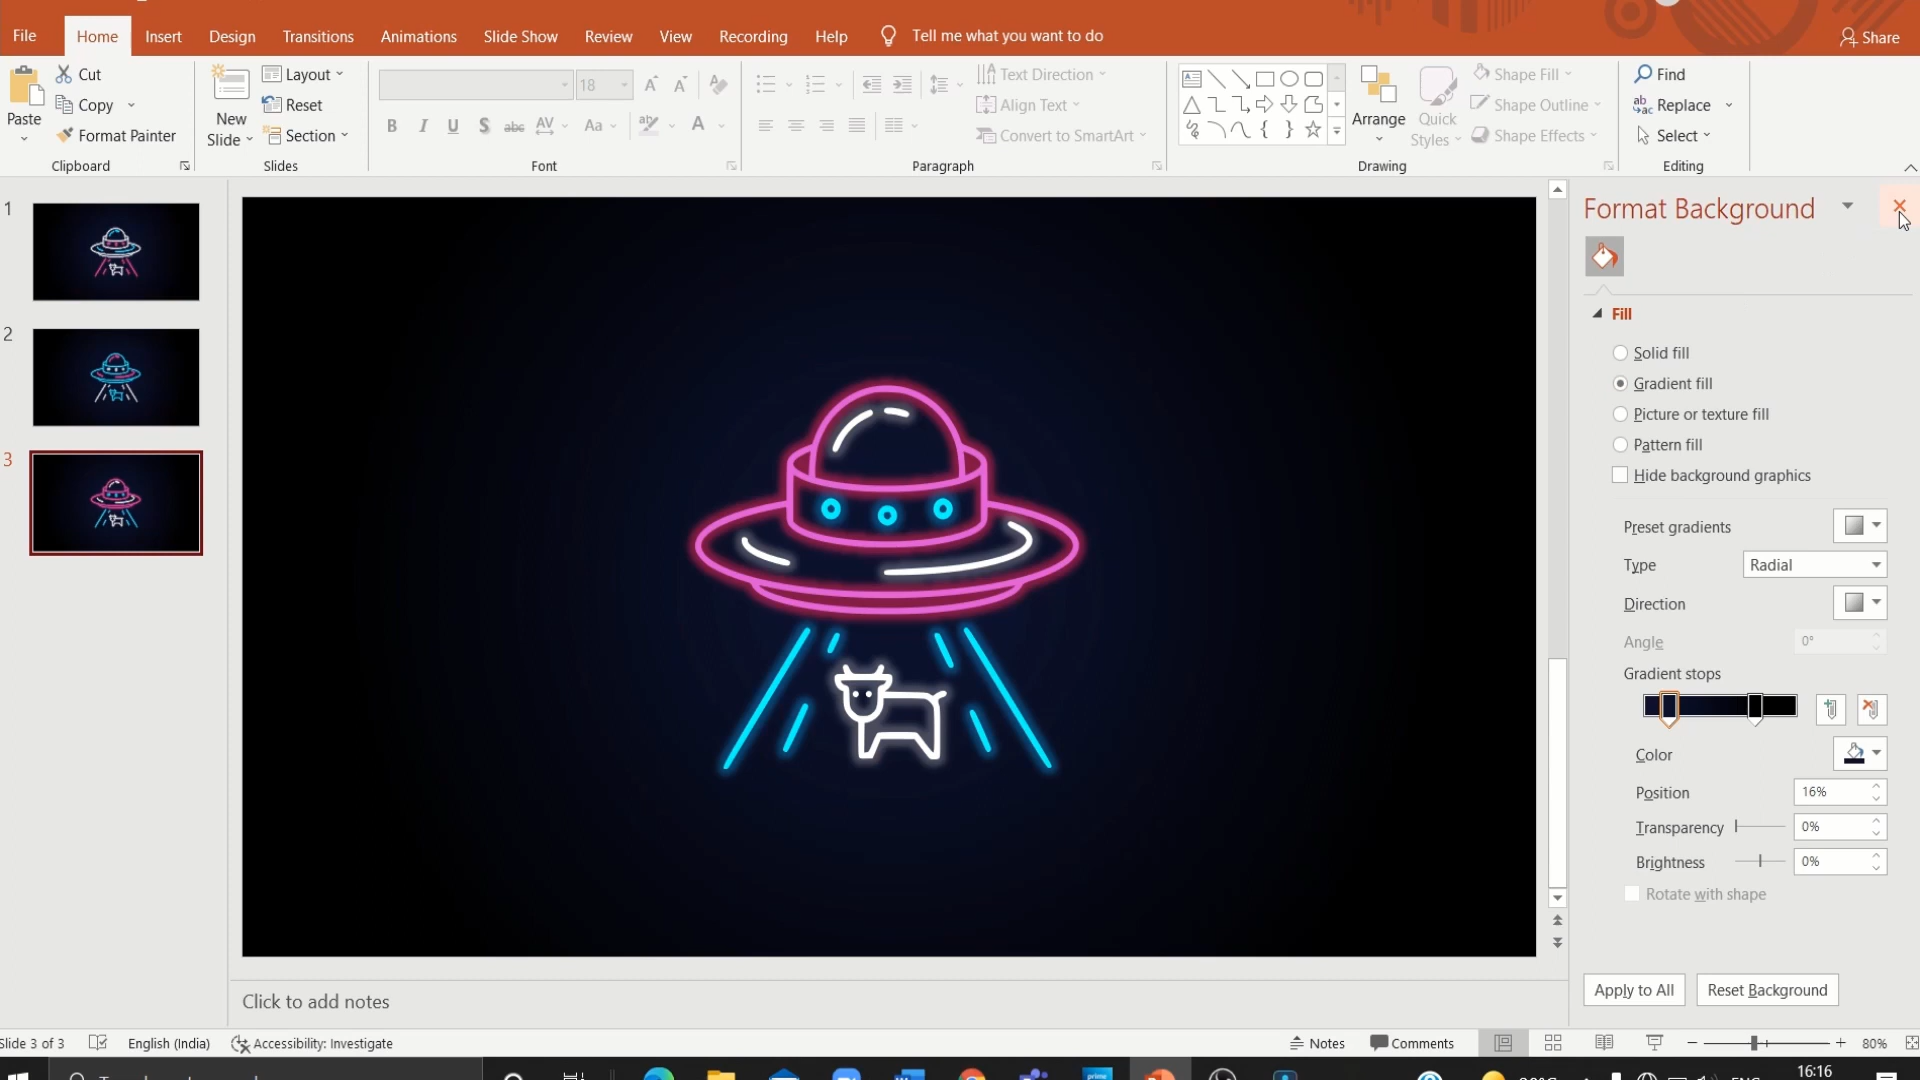 File Home Insert Design Transitions Animations Slide Show Review View Recording Help Tell me what you want to do Share
Cut
Copy
Format Painter
Paste
Clipboard
New Slide
Layout
Reset
Section
Slides
18
B I U S abc AV Aa A
Font
Text Direction
Align Text
Convert to SmartArt
Paragraph
Arrange
Quick Styles
Shape Fill
Shape Outline
Shape Effects
Drawing
Find
Replace
Select
Editing
1
2
3
Format Background
Fill
Solid fill
Gradient fill
Picture or texture fill
Pattern fill
Hide background graphics
Preset gradients
Type Radial
Direction
Angle 0°
Gradient stops
Color
Position 16%
Transparency 0%
Brightness 0%
Rotate with shape
Apply to All Reset Background
Click to add notes
Slide 3 of 3 English (India) Accessibility: Investigate Notes Comments 80%
prime
16:16